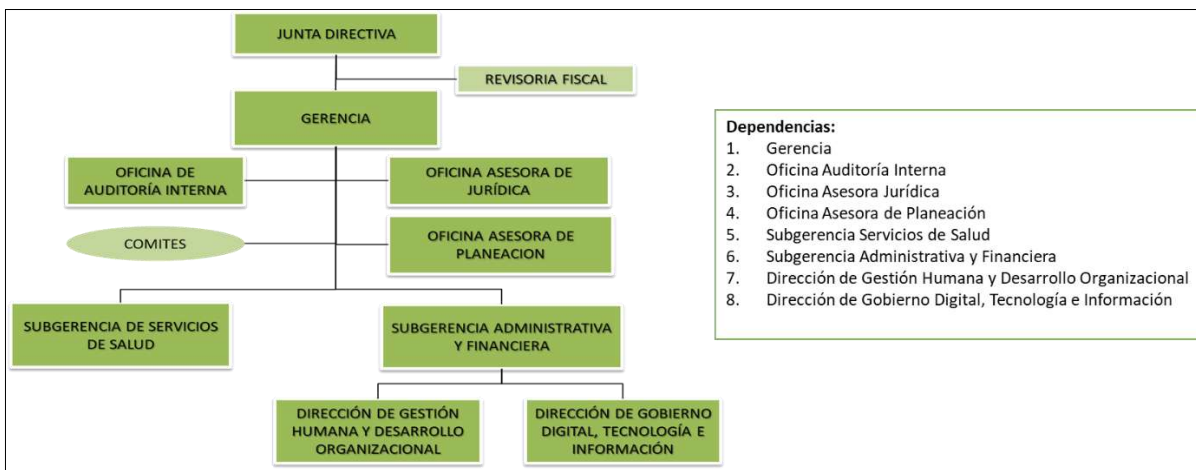 JUNTA DIRECTIVA
REVISORIA FISCAL
GERENCIA
OFICINA DE
AUDITORÍA INTERNA
OFICINA ASESORA DE
JURÍDICA
COMITES
OFICINA ASESORA DE
PLANEACION
SUBGERENCIA DE SERVICIOS
DE SALUD
SUBGERENCIA ADMINISTRATIVA
Y FINANCIERA
DIRECCIÓN DE GESTIÓN
HUMANA Y DESARROLLO
ORGANIZACIONAL
DIRECCIÓN DE GOBIERNO
DIGITAL, TECNOLOGÍA E
INFORMACIÓN
Dependencias:
1. Gerencia
2. Oficina Auditoría Interna
3. Oficina Asesora Jurídica
4. Oficina Asesora de Planeación
5. Subgerencia Servicios de Salud
6. Subgerencia Administrativa y Financiera
7. Dirección de Gestión Humana y Desarrollo Organizacional
8. Dirección de Gobierno Digital, Tecnología e Información